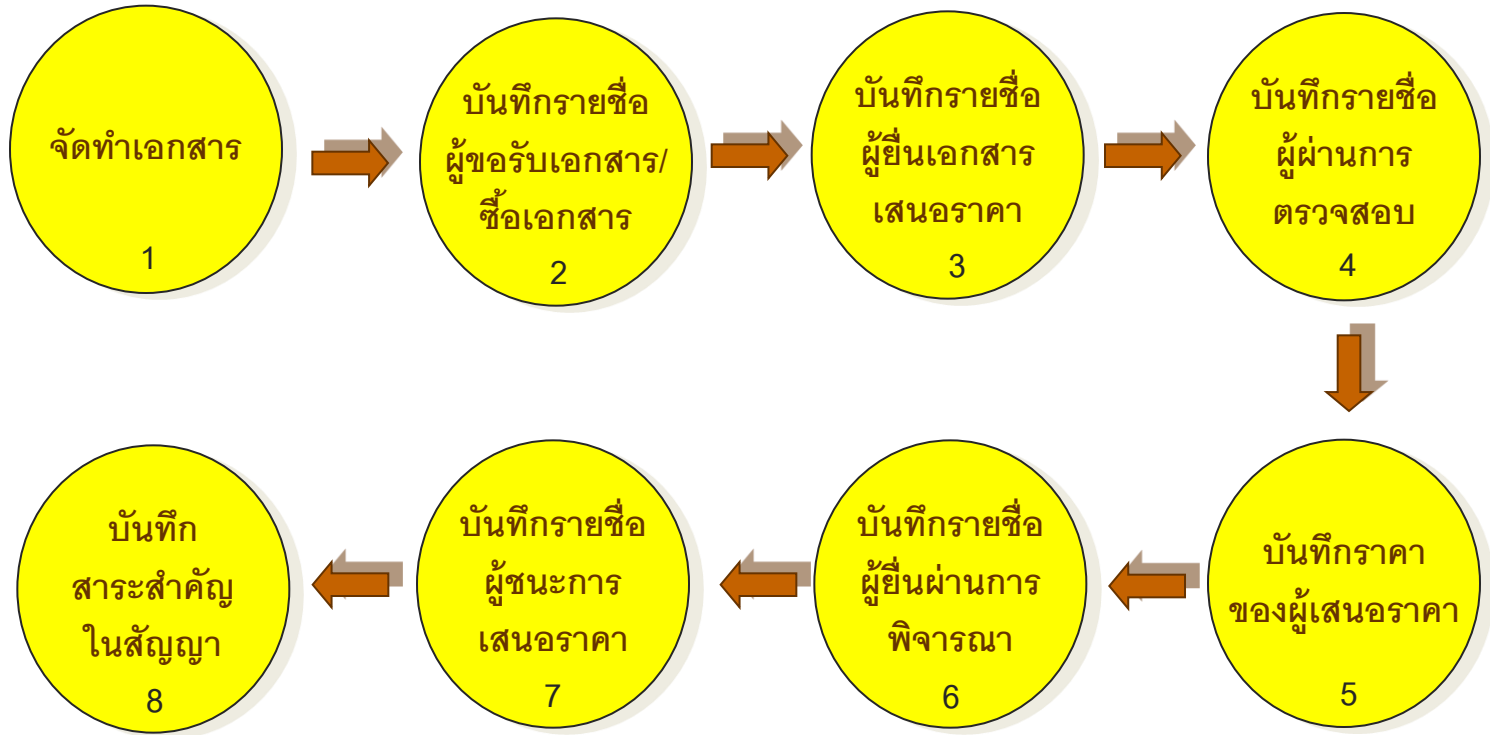 จัดทำเอกสาร
1
บันทึกรายชื่อ
ผู้ขอรับเอกสาร/
ซื้อเอกสาร
2
บันทึกรายชื่อ
ผู้ยื่นเอกสาร
เสนอราคา
3
บันทึกรายชื่อ
ผู้ผ่านการ
ตรวจสอบ
4
บันทึกราคา
ของผู้เสนอราคา
5
บันทึกรายชื่อ
ผู้ยื่นผ่านการ
พิจารณา
6
บันทึกรายชื่อ
ผู้ชนะการ
เสนอราคา
7
บันทึก
สาระสำคัญ
ในสัญญา
8